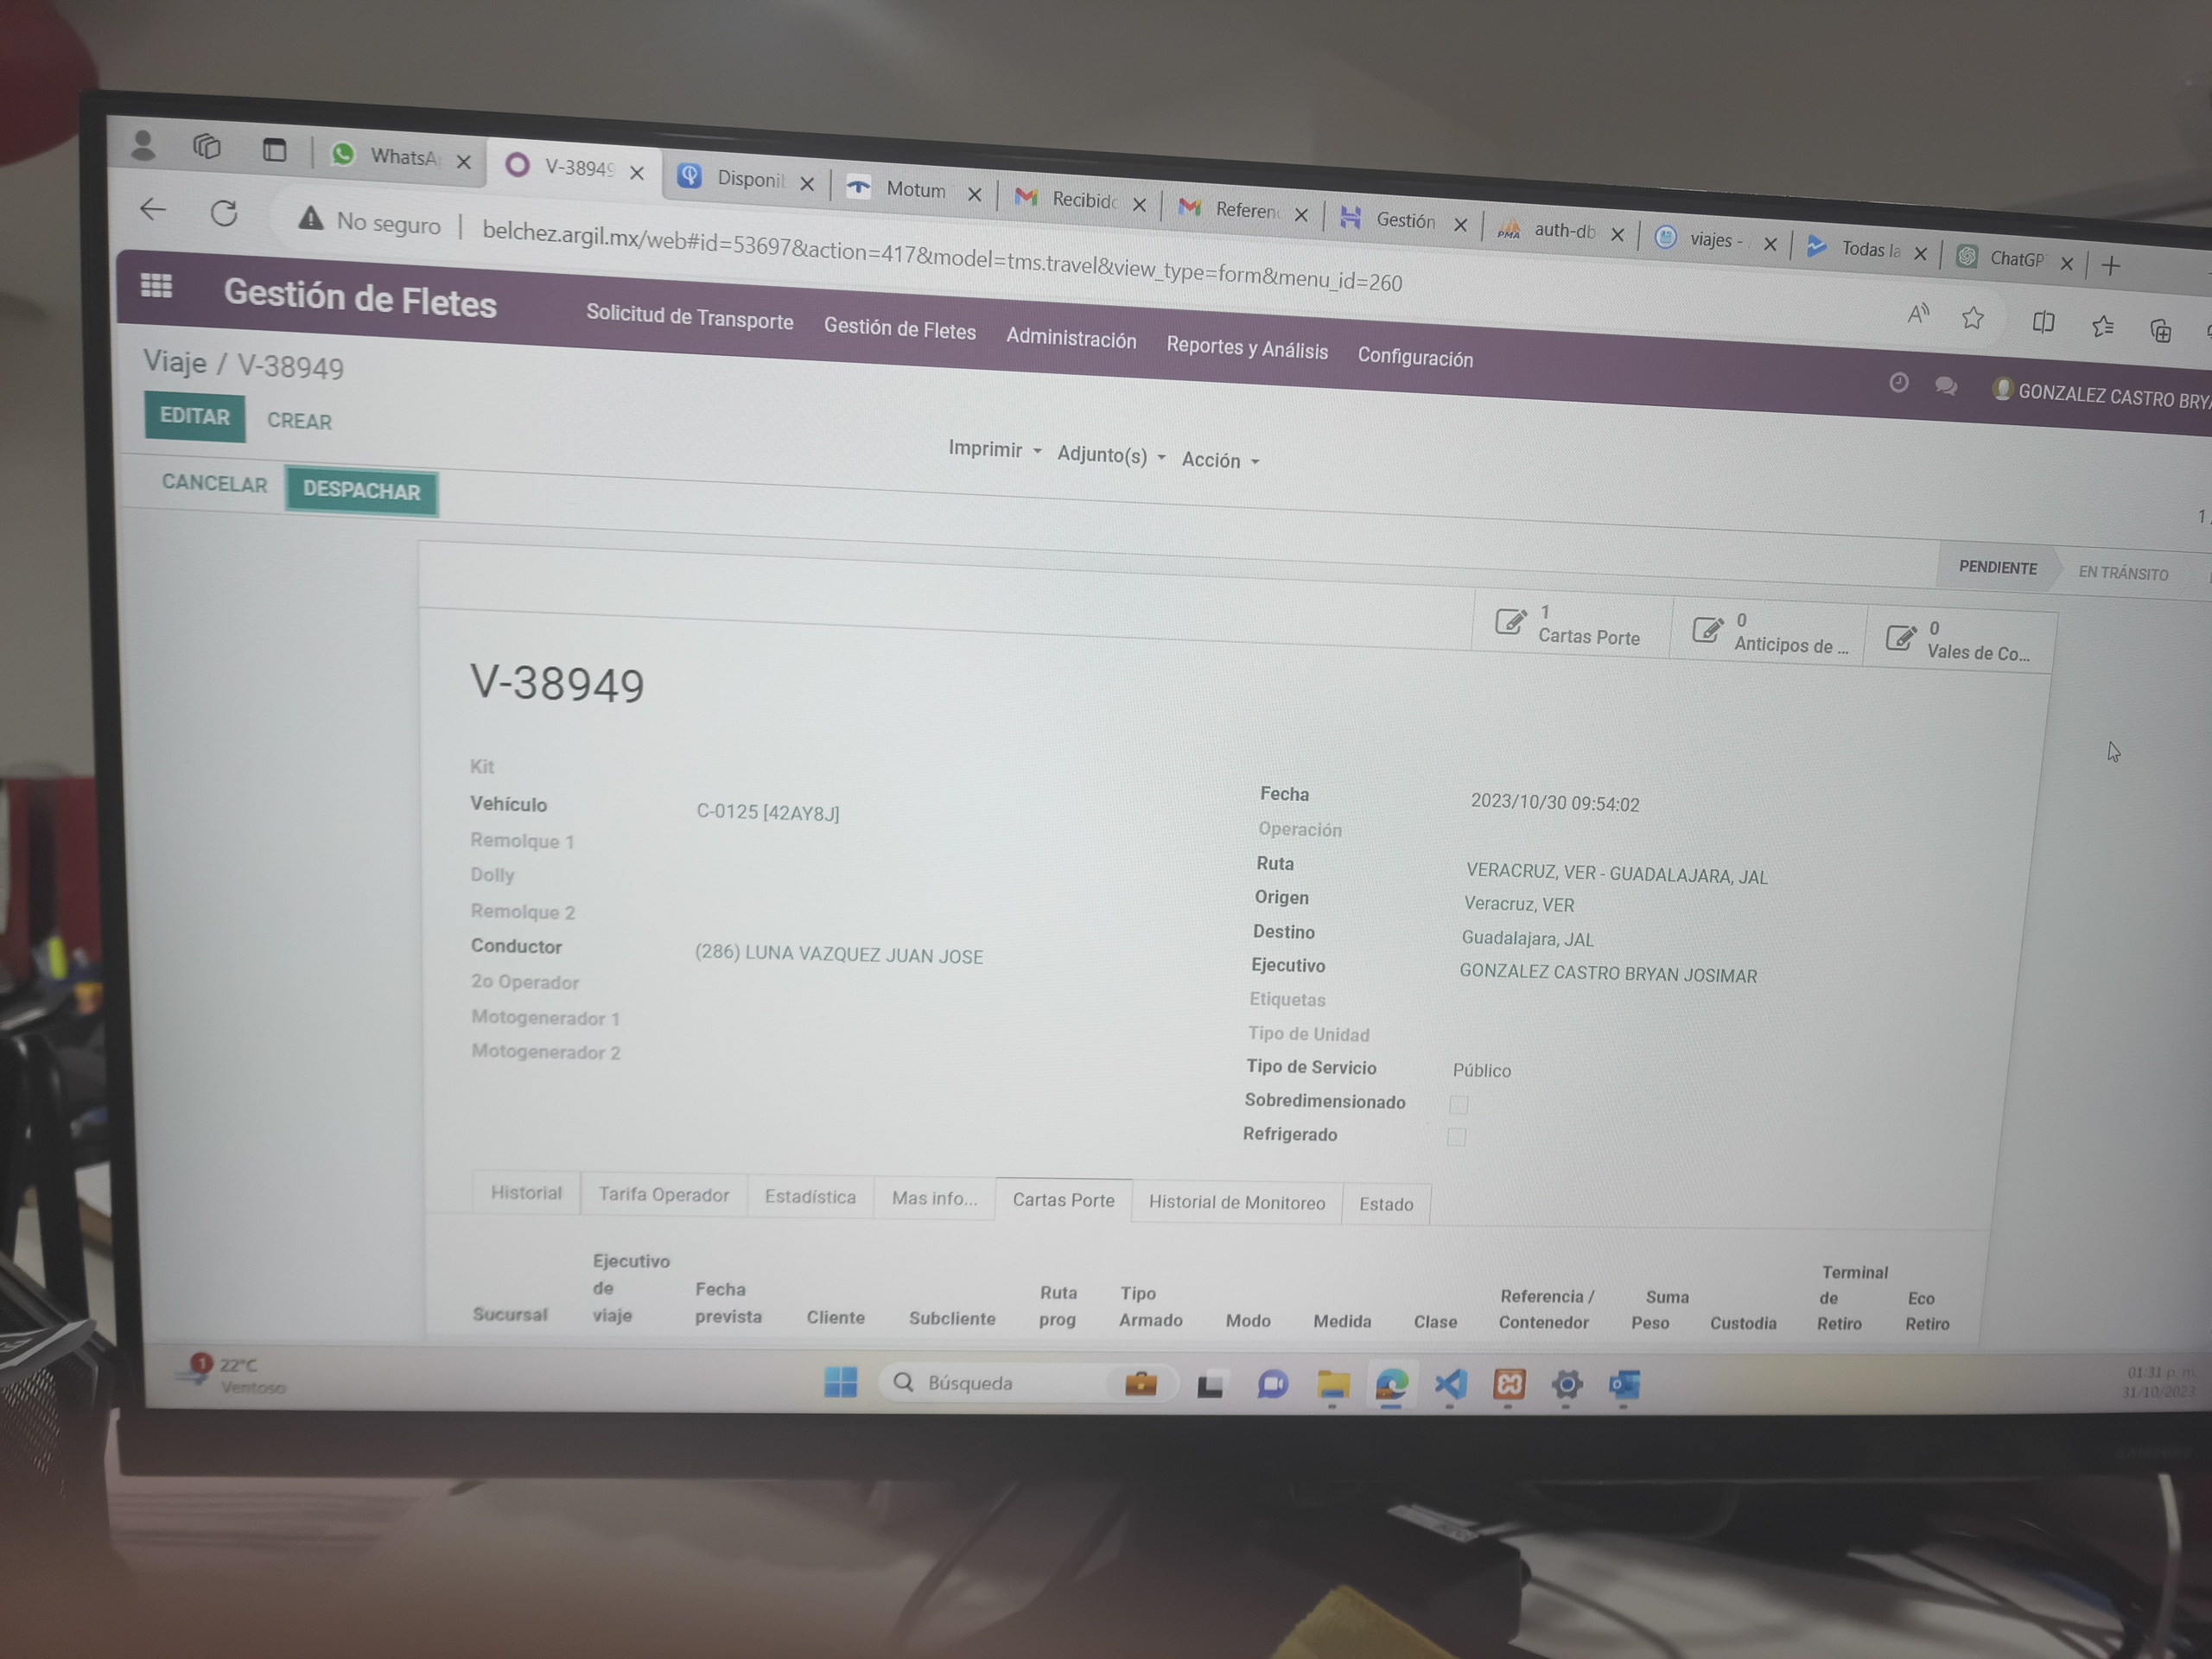 WhatsA
V-38949
Disponib
Motum
Recibido
Referen
Gestión
auth-db
viajes -
Todas la
ChatGP
No seguro | belchez.argil.mx/web#id=53697&action=417&model=tms.travel&view_type=form&menu_id=260
Gestión de Fletes Solicitud de Transporte Gestión de Fletes Administración Reportes y Análisis Configuración
GONZALEZ CASTRO BRYA
Viaje / V-38949
EDITAR CREAR
Imprimir Adjunto(s) Acción
CANCELAR DESPACHAR
1
PENDIENTE EN TRÁNSITO
1 Cartas Porte
0 Anticipos de ...
0 Vales de Co...
V-38949
Kit
Vehículo C-0125 [42AY8J]
Remolque 1
Dolly
Remolque 2
Conductor (286) LUNA VAZQUEZ JUAN JOSE
2o Operador
Motogenerador 1
Motogenerador 2
Fecha 2023/10/30 09:54:02
Operación
Ruta VERACRUZ, VER - GUADALAJARA, JAL
Origen Veracruz, VER
Destino Guadalajara, JAL
Ejecutivo GONZALEZ CASTRO BRYAN JOSIMAR
Etiquetas
Tipo de Unidad
Tipo de Servicio Público
Sobredimensionado
Refrigerado
Historial Tarifa Operador Estadística Mas info... Cartas Porte Historial de Monitoreo Estado
Sucursal
Ejecutivo
de
viaje
Fecha
prevista
Cliente
Subcliente
Ruta
prog
Tipo
Armado
Modo
Medida
Clase
Referencia /
Contenedor
Suma
Peso
Custodia
Terminal
de
Retiro
Eco
Retiro
1
22°C
Ventoso
Búsqueda
01:31 p. m.
31/10/2023
SAMSUNG